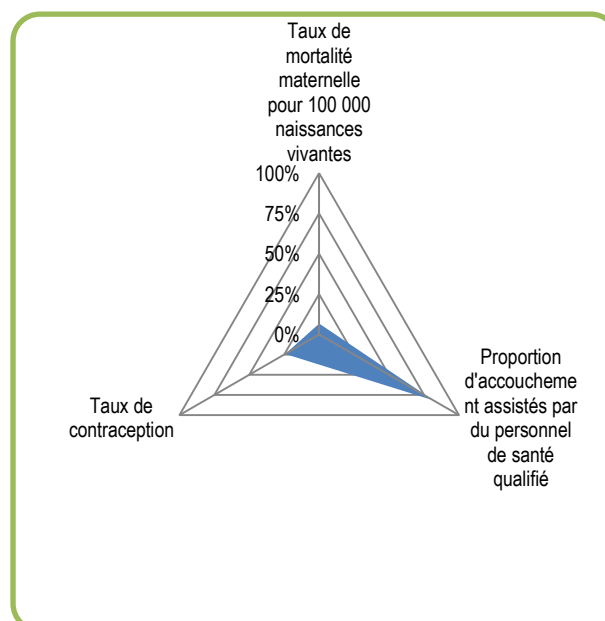 Taux de
mortalité
maternelle
pour 100 000
naissances
vivantes
100%
75%
50%
25%
0%
Proportion
d'accoucheme
nt assistés par
du personnel
de santé
qualifié
Taux de
contraception